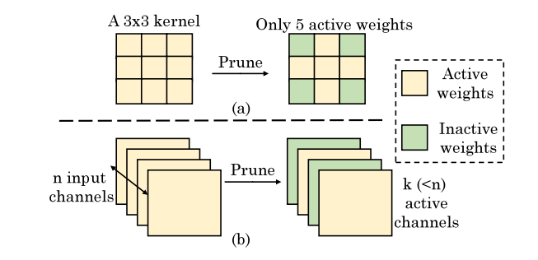 A 3x3 kernel
Only 5 active weights
Prune
Active
weights
(a)
Inactive
weights
Prune
n input
channels
k (<n)
active
channels
(b)